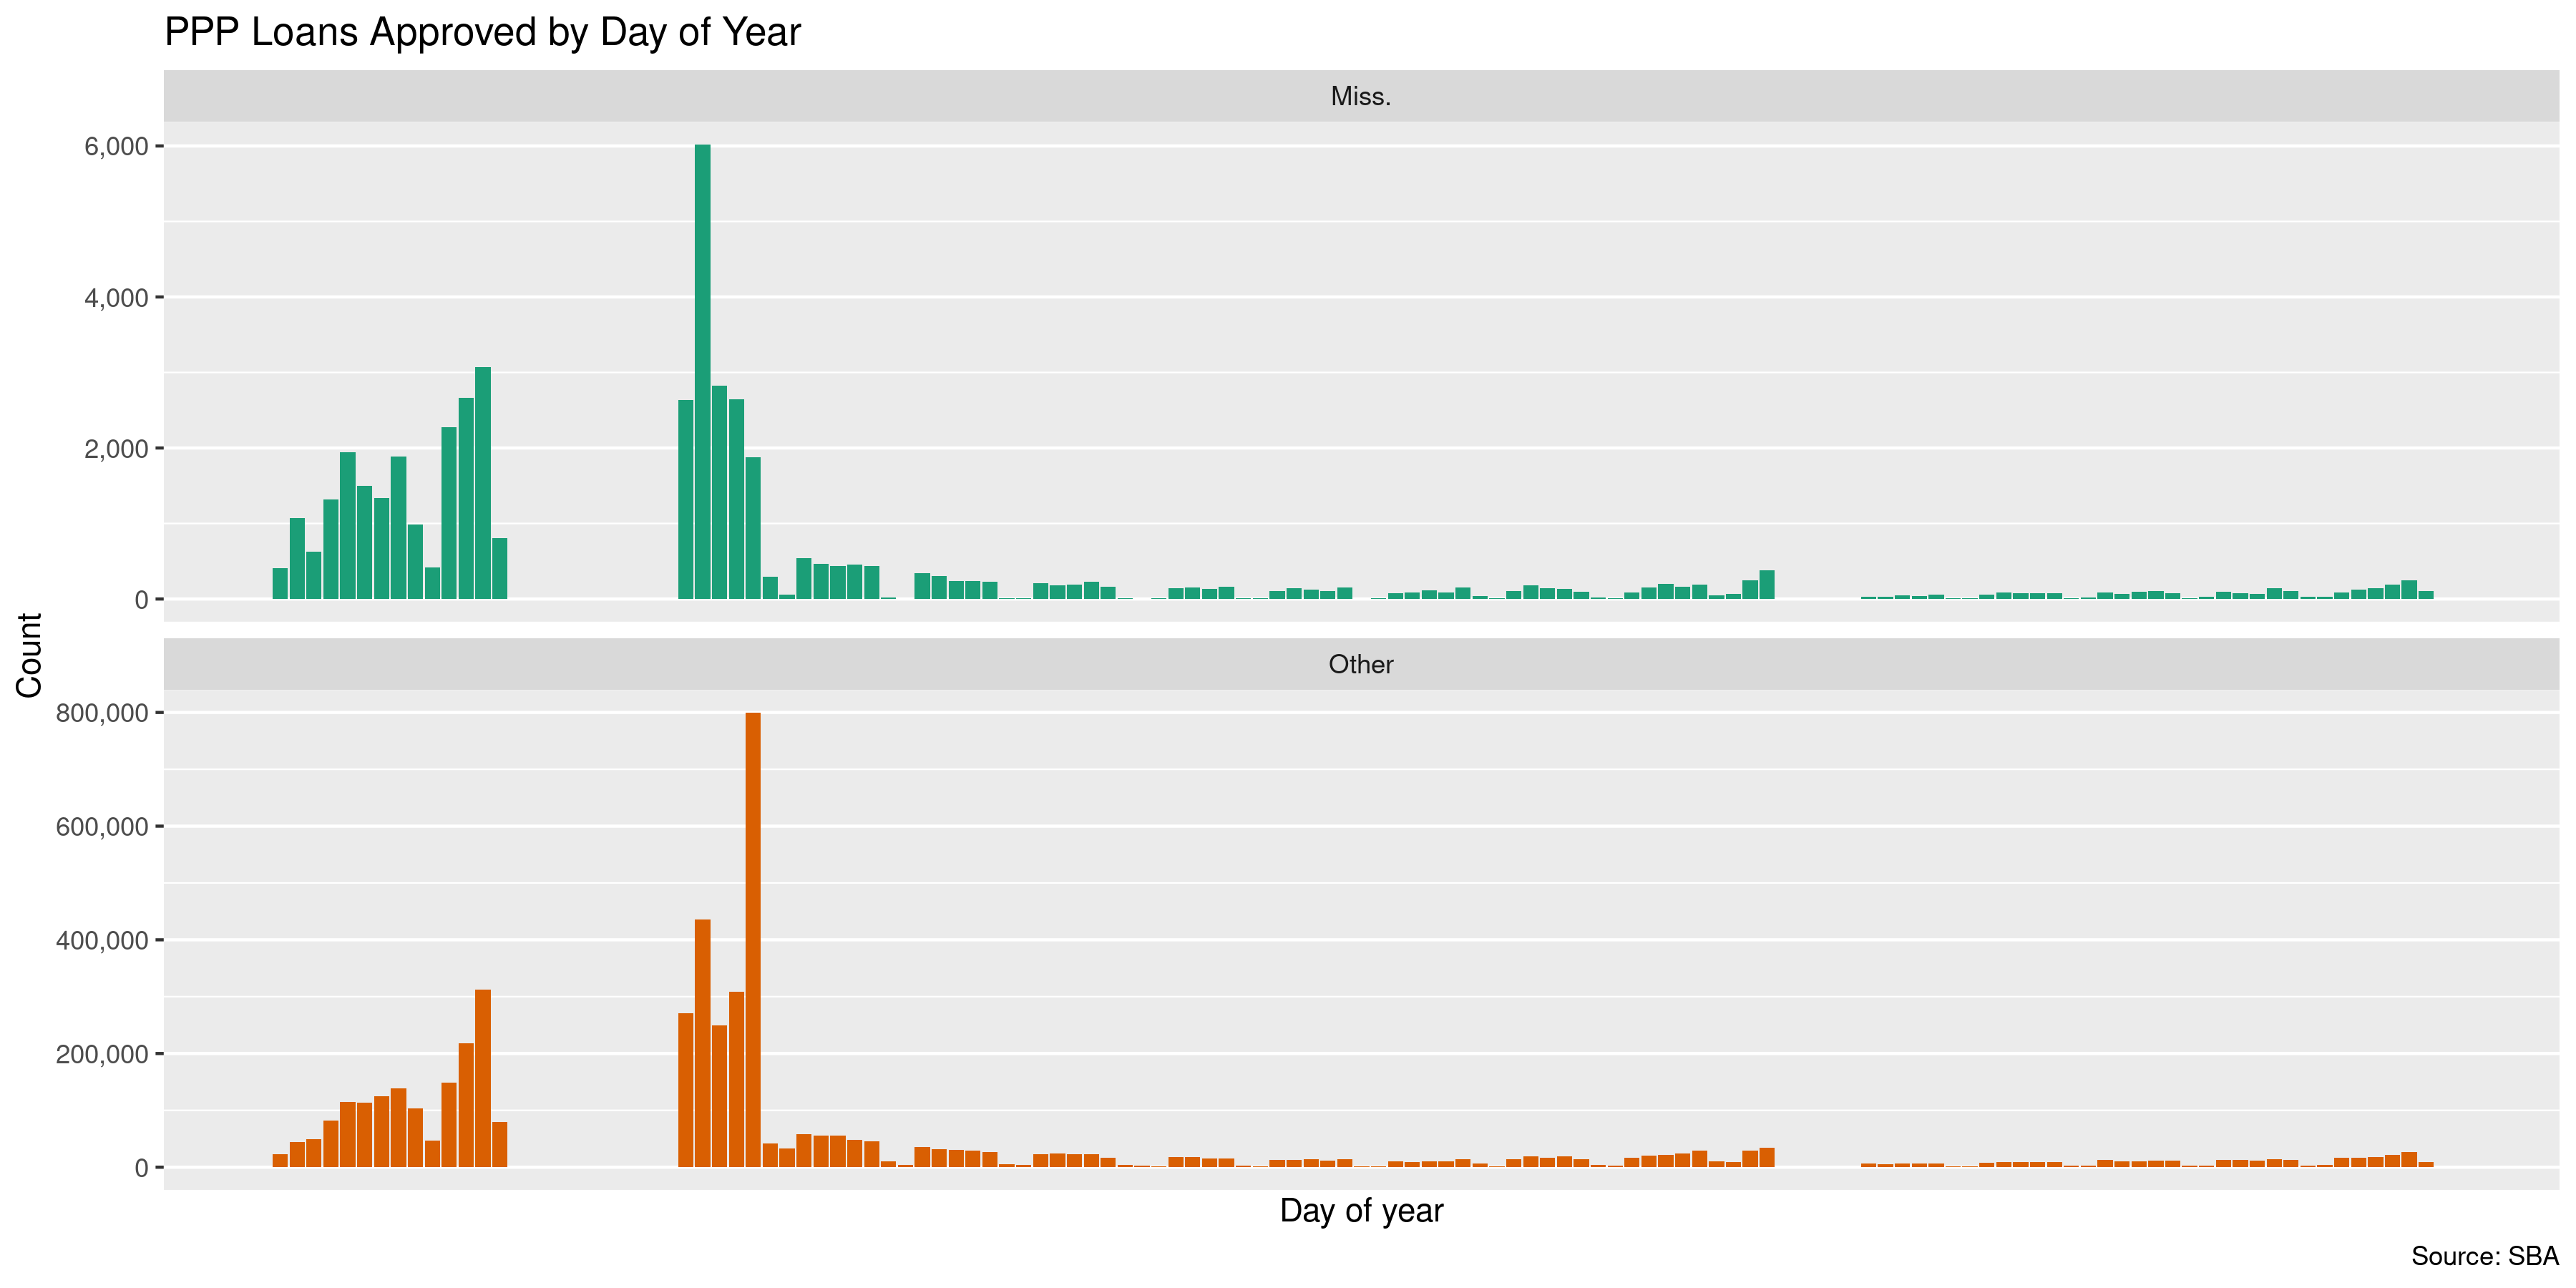 PPP Loans Approved by Day of Year
Miss.
6,000
4,000
2,000
0
Count
Other
800,000
600,000
400,000
200,000
0
Day of year
Source: SBA